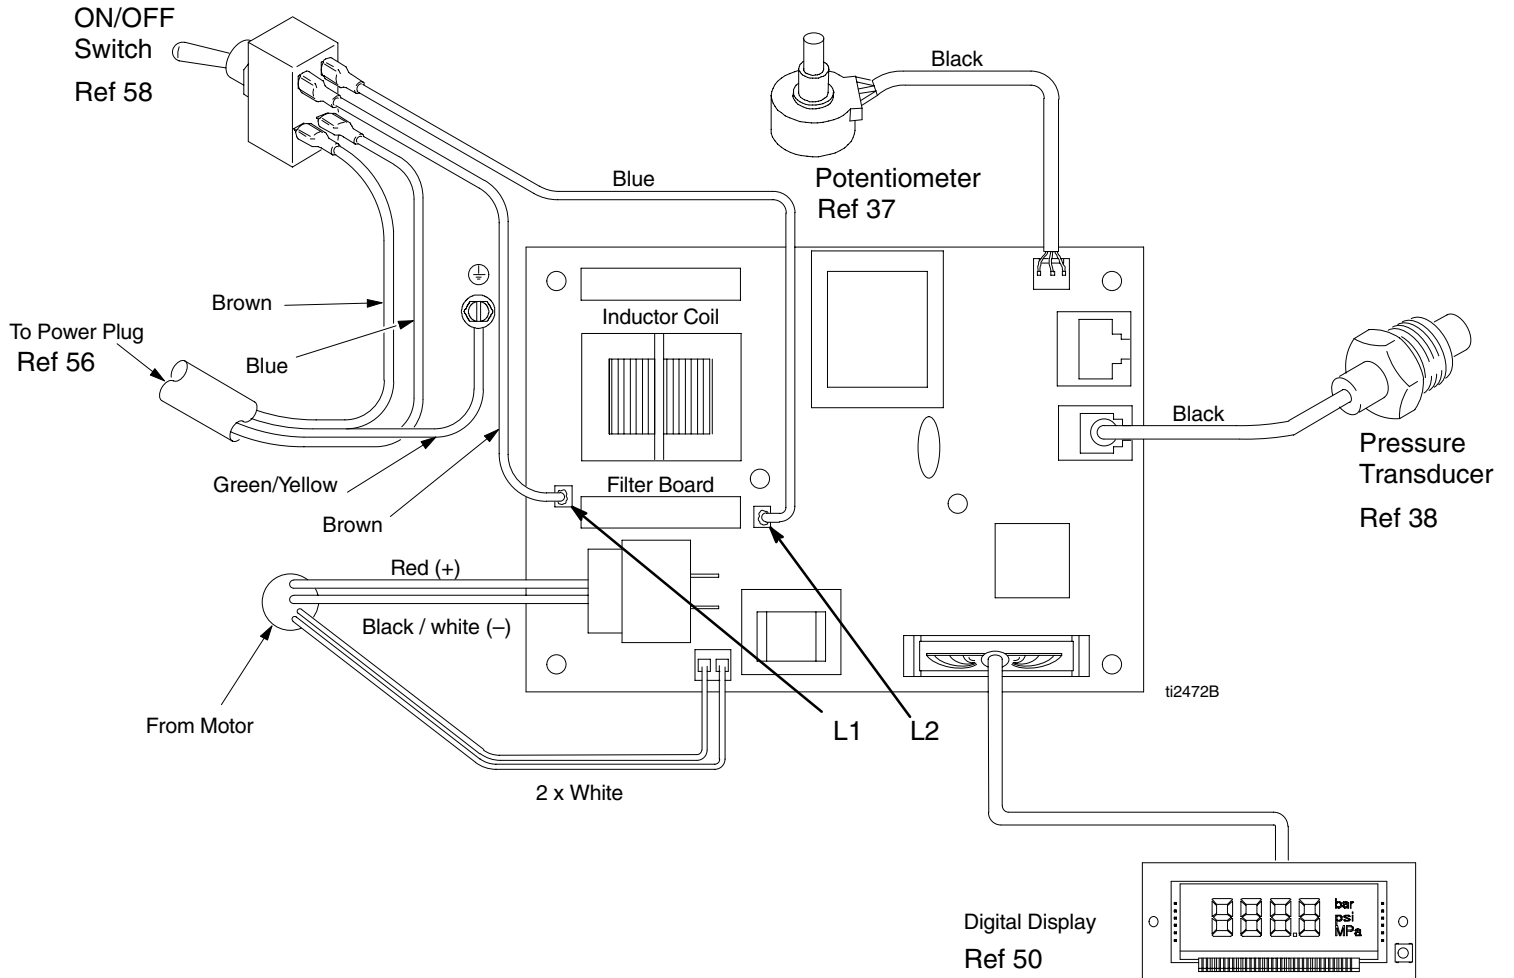 ON/OFF
Switch
Ref 58
Black
Potentiometer
Ref 37
Blue
Brown
To Power Plug
Ref 56
Blue
Inductor Coil
Black
Pressure
Transducer
Ref 38
Green/Yellow
Filter Board
Brown
Red (+)
Black / white (–)
From Motor
ti2472B
L1
L2
2 x White
Digital Display
Ref 50
bar
psi
MPa